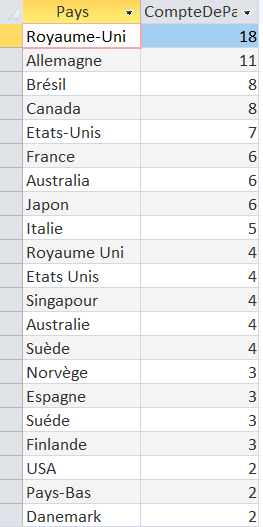 Pays CompteDePa
Royaume-Uni 18
Allemagne 11
Brésil 8
Canada 8
Etats-Unis 7
France 6
Australia 6
Japon 6
Italie 5
Royaume Uni 4
Etats Unis 4
Singapour 4
Australie 4
Suède 4
Norvège 3
Espagne 3
Suéde 3
Finlande 3
USA 2
Pays-Bas 2
Danemark 2